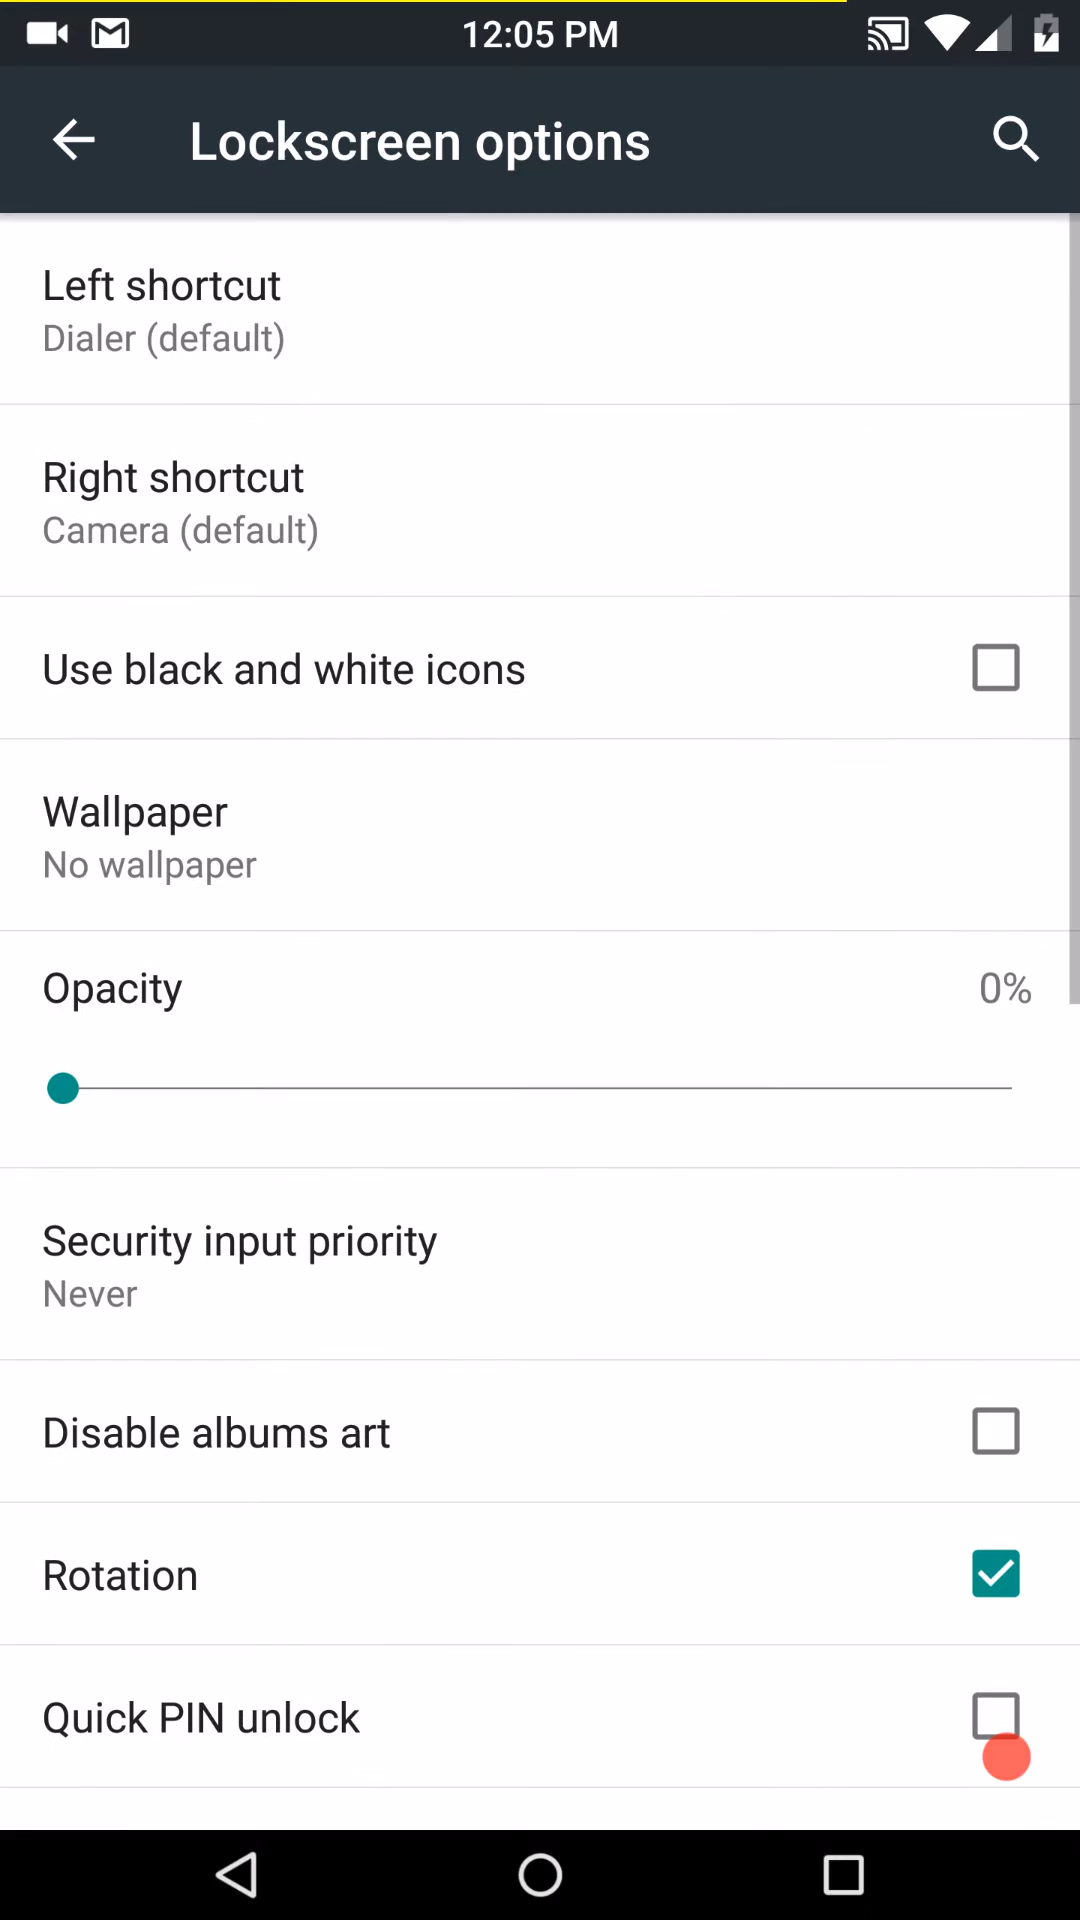 12:05 PM
Lockscreen options
Left shortcut
Dialer (default)
Right shortcut
Camera (default)
Use black and white icons
Wallpaper
No wallpaper
Opacity 0%
Security input priority
Never
Disable albums art
Rotation
Quick PIN unlock